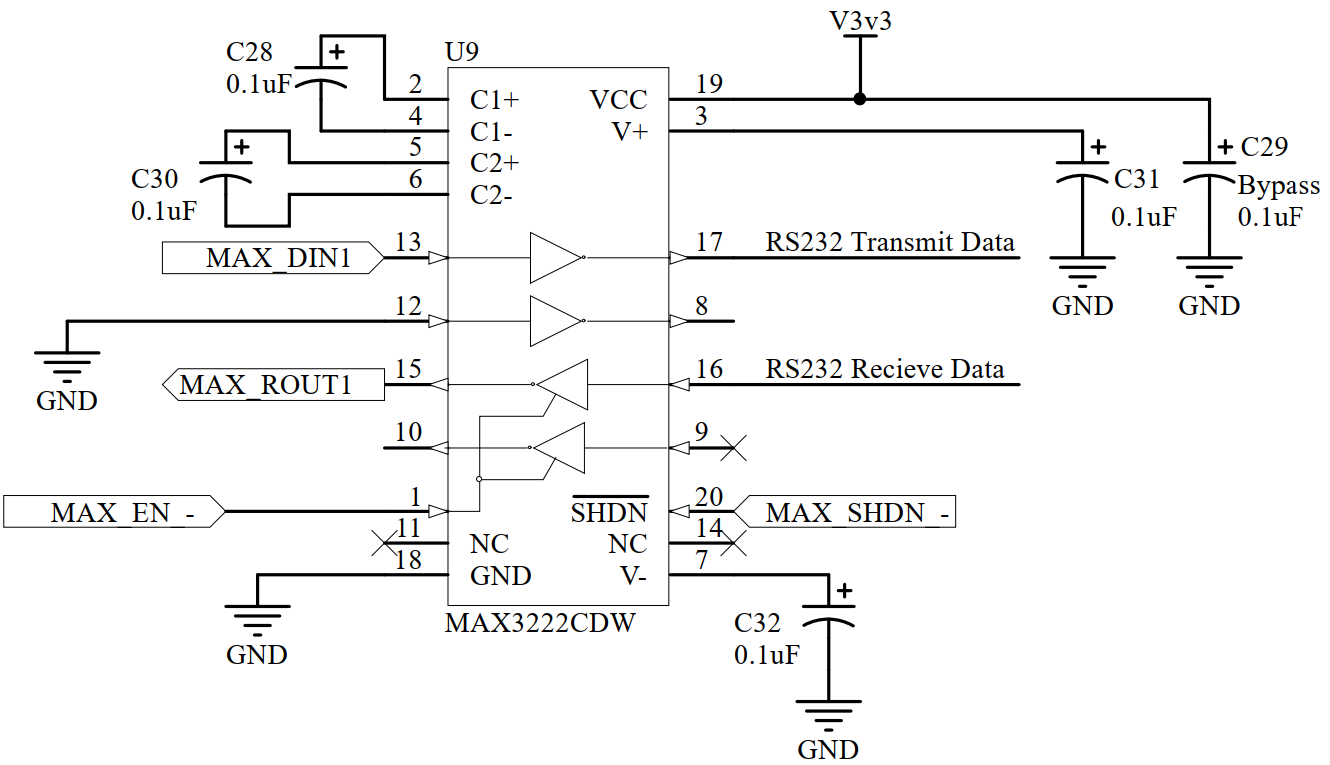 V3v3
C28
0.1uF
U9
2
C1+
VCC
19
4
C1-
V+
3
5
C2+
6
C2-
C30
0.1uF
C31
0.1uF
C29
Bypass
0.1uF
MAX_DIN1
13
17
RS232 Transmit Data
GND
GND
12
8
GND
MAX_ROUT1
15
16
RS232 Recieve Data
10
9
MAX_EN_-
1
SHDN
20
MAX_SHDN_-
11
NC
NC
14
18
GND
V-
7
GND
MAX3222CDW
C32
0.1uF
GND